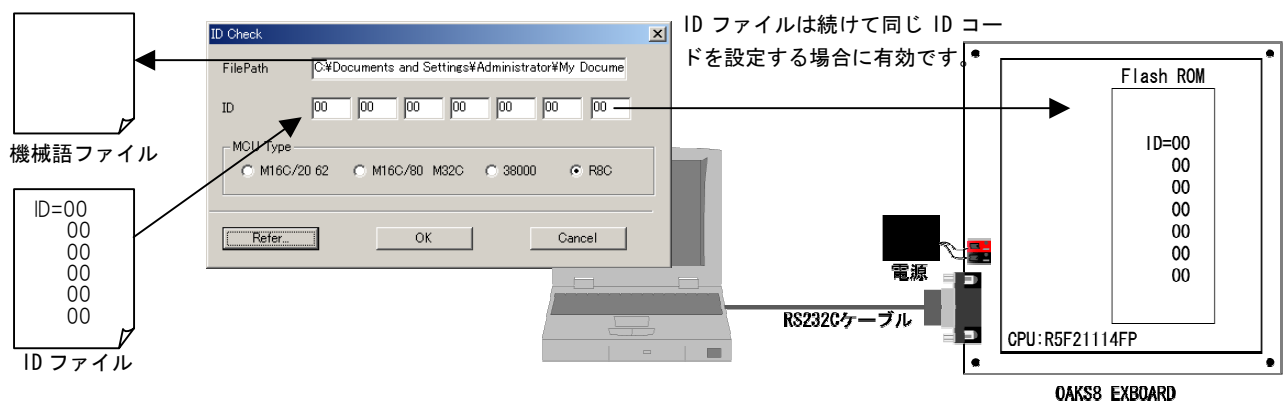 ID Check
FilePath
C:¥Documents and Settings¥Administrator¥My Docume
ID
00 00 00 00 00 00 00
MCU Type
M16C/20 62 M16C/80 M32C 38000 R8C
Refer... OK Cancel
機械語ファイル
ID=00
00
00
00
00
00
ID ファイル
ID ファイルは続けて同じ ID コー
ドを設定する場合に有効です。
Flash ROM
ID=00
00
00
00
00
00
00
電源
RS232Cケーブル
CPU:R5F21114FP
OAKS8 EXBOARD